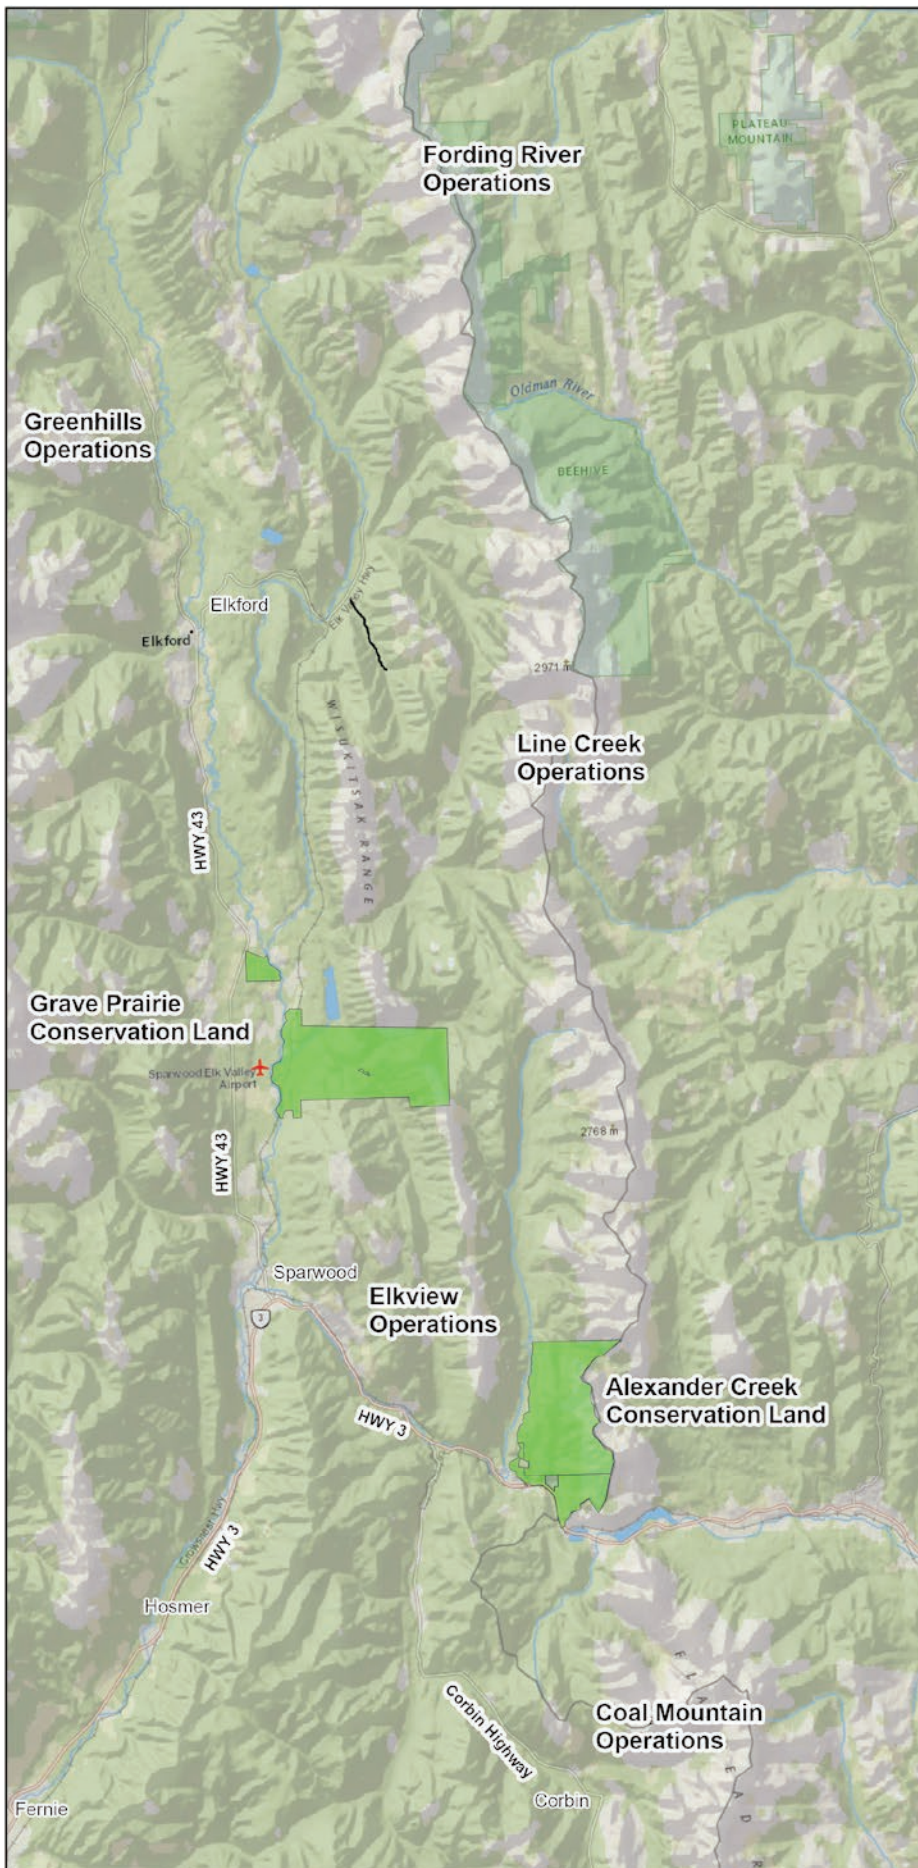 PLATEAU
MOUNTAIN
Fording River
Operations
Oldman River
Greenhills
Operations
BEEHIVE
Elk Valley Hwy
Elkford
Elkford
2971 m
WISUKITSAK RANGE
Line Creek
Operations
HWY 43
Grave Prairie
Conservation Land
Sparwood Elk Valley
Airport
2768 m
HWY 43
Sparwood
Elkview
Operations
3
Alexander Creek
Conservation Land
HWY 3
Crowsnest Hwy
HWY 3
Hosmer
Corbin Highway
Coal Mountain
Operations
Fernie
Corbin